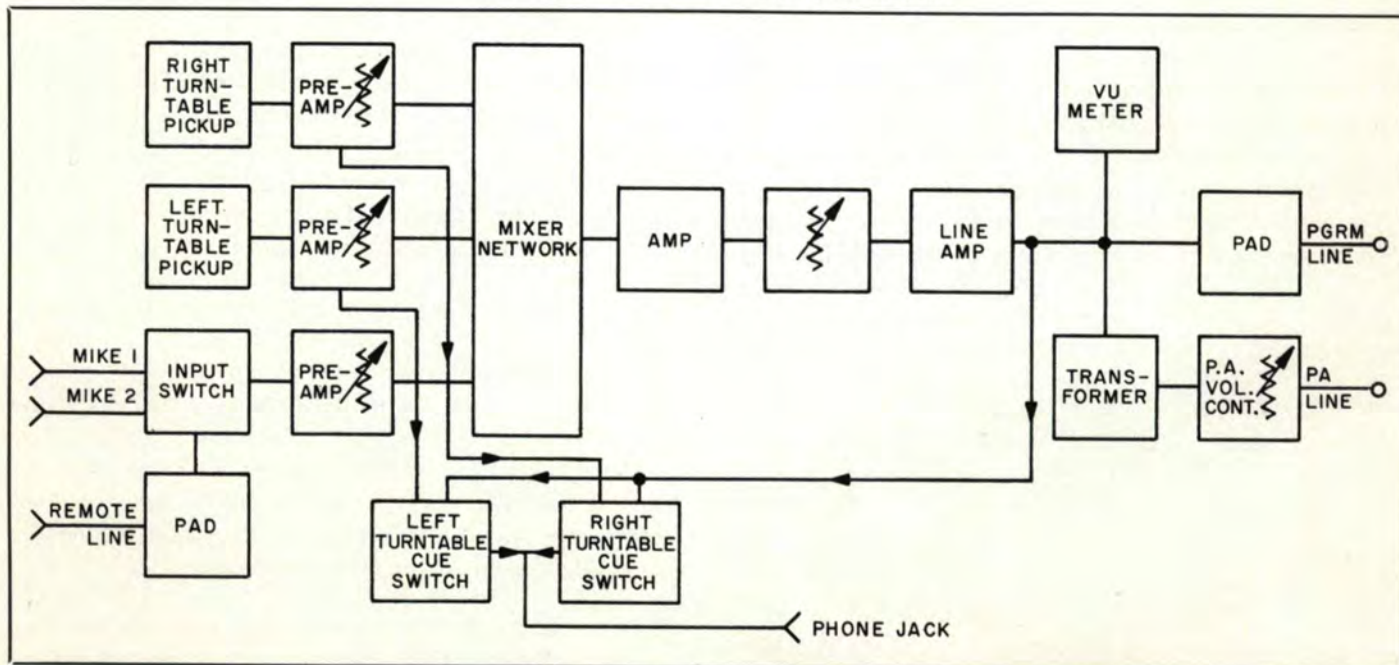 RIGHT
TURN-
TABLE
PICKUP
PRE-
AMP
LEFT
TURN-
TABLE
PICKUP
PRE-
AMP
MIKE 1
MIKE 2
INPUT
SWITCH
PRE-
AMP
REMOTE
LINE
PAD
MIXER
NETWORK
AMP
LINE
AMP
VU
METER
PAD
PGRM
LINE
TRANS-
FORMER
P.A.
VOL.
CONT.
PA
LINE
LEFT
TURNTABLE
CUE
SWITCH
RIGHT
TURNTABLE
CUE
SWITCH
PHONE JACK